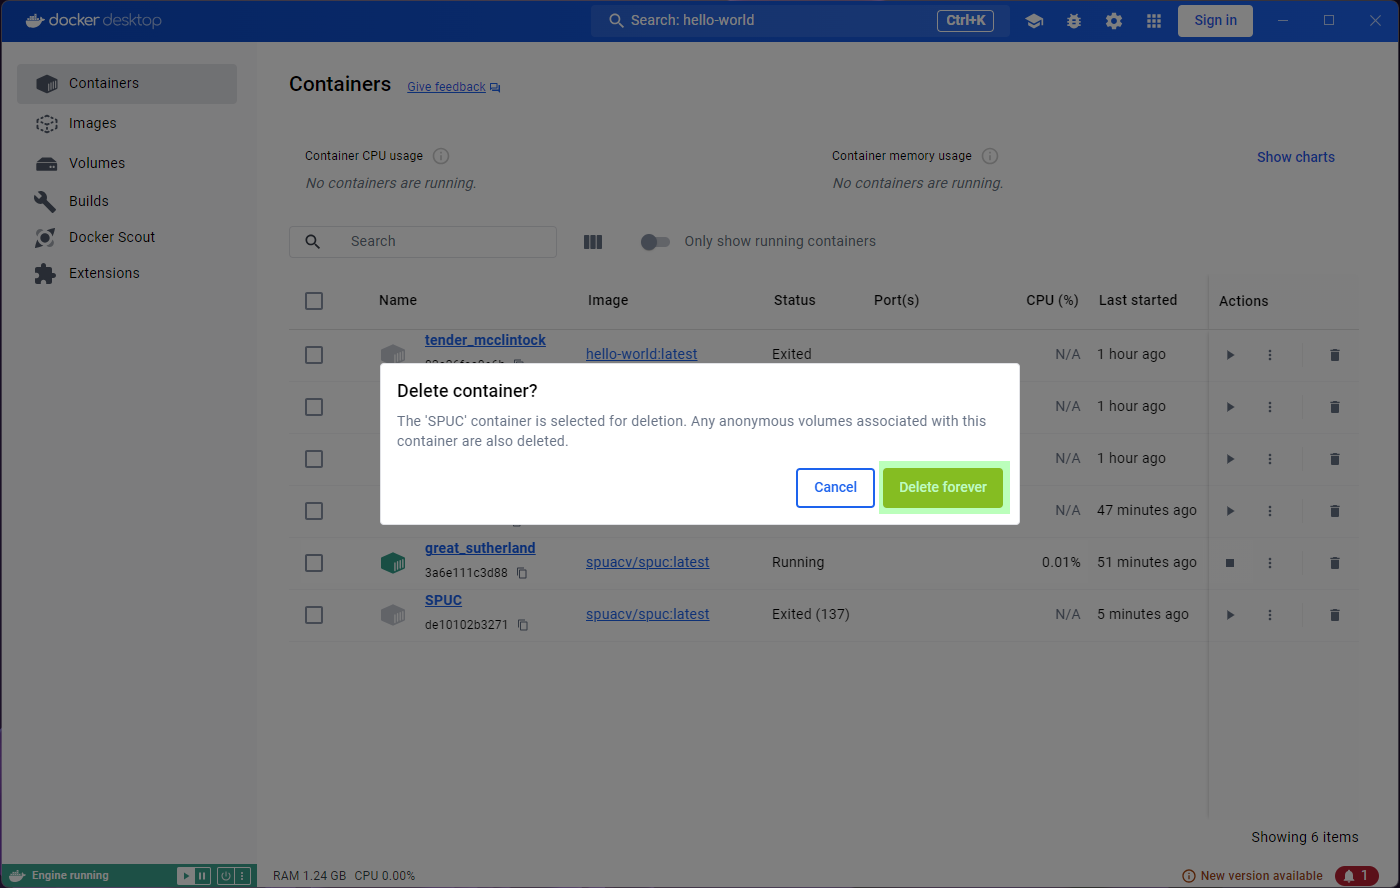 docker desktop
Search: hello-world
Ctrl+K
Sign in
Containers
Images
Volumes
Builds
Docker Scout
Extensions
Containers
Give feedback
Container CPU usage
No containers are running.
Container memory usage
No containers are running.
Show charts
Search
Only show running containers
Name Image Status Port(s) CPU (%) Last started Actions
tender_mcclintock
hello-world:latest Exited N/A 1 hour ago
N/A 1 hour ago
N/A 1 hour ago
N/A 47 minutes ago
Delete container?
The 'SPUC' container is selected for deletion. Any anonymous volumes associated with this
container are also deleted.
Cancel Delete forever
great_sutherland
spuacv/spuc:latest Running 0.01% 51 minutes ago
3a6e111c3d88
SPUC
spuacv/spuc:latest Exited (137) N/A 5 minutes ago
de10102b3271
Showing 6 items
Engine running
RAM 1.24 GB CPU 0.00%
New version available
1